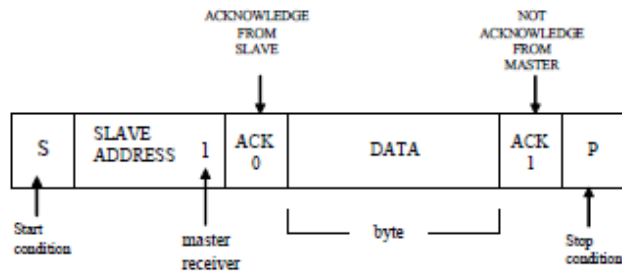 ACKNOWLEDGE
FROM
SLAVE
NOT
ACKNOWLEDGE
FROM
MASTER
S
SLAVE
ADDRESS 1
ACK
0
DATA
ACK
1
P
Start
condition
master
receiver
byte
Stop
condition